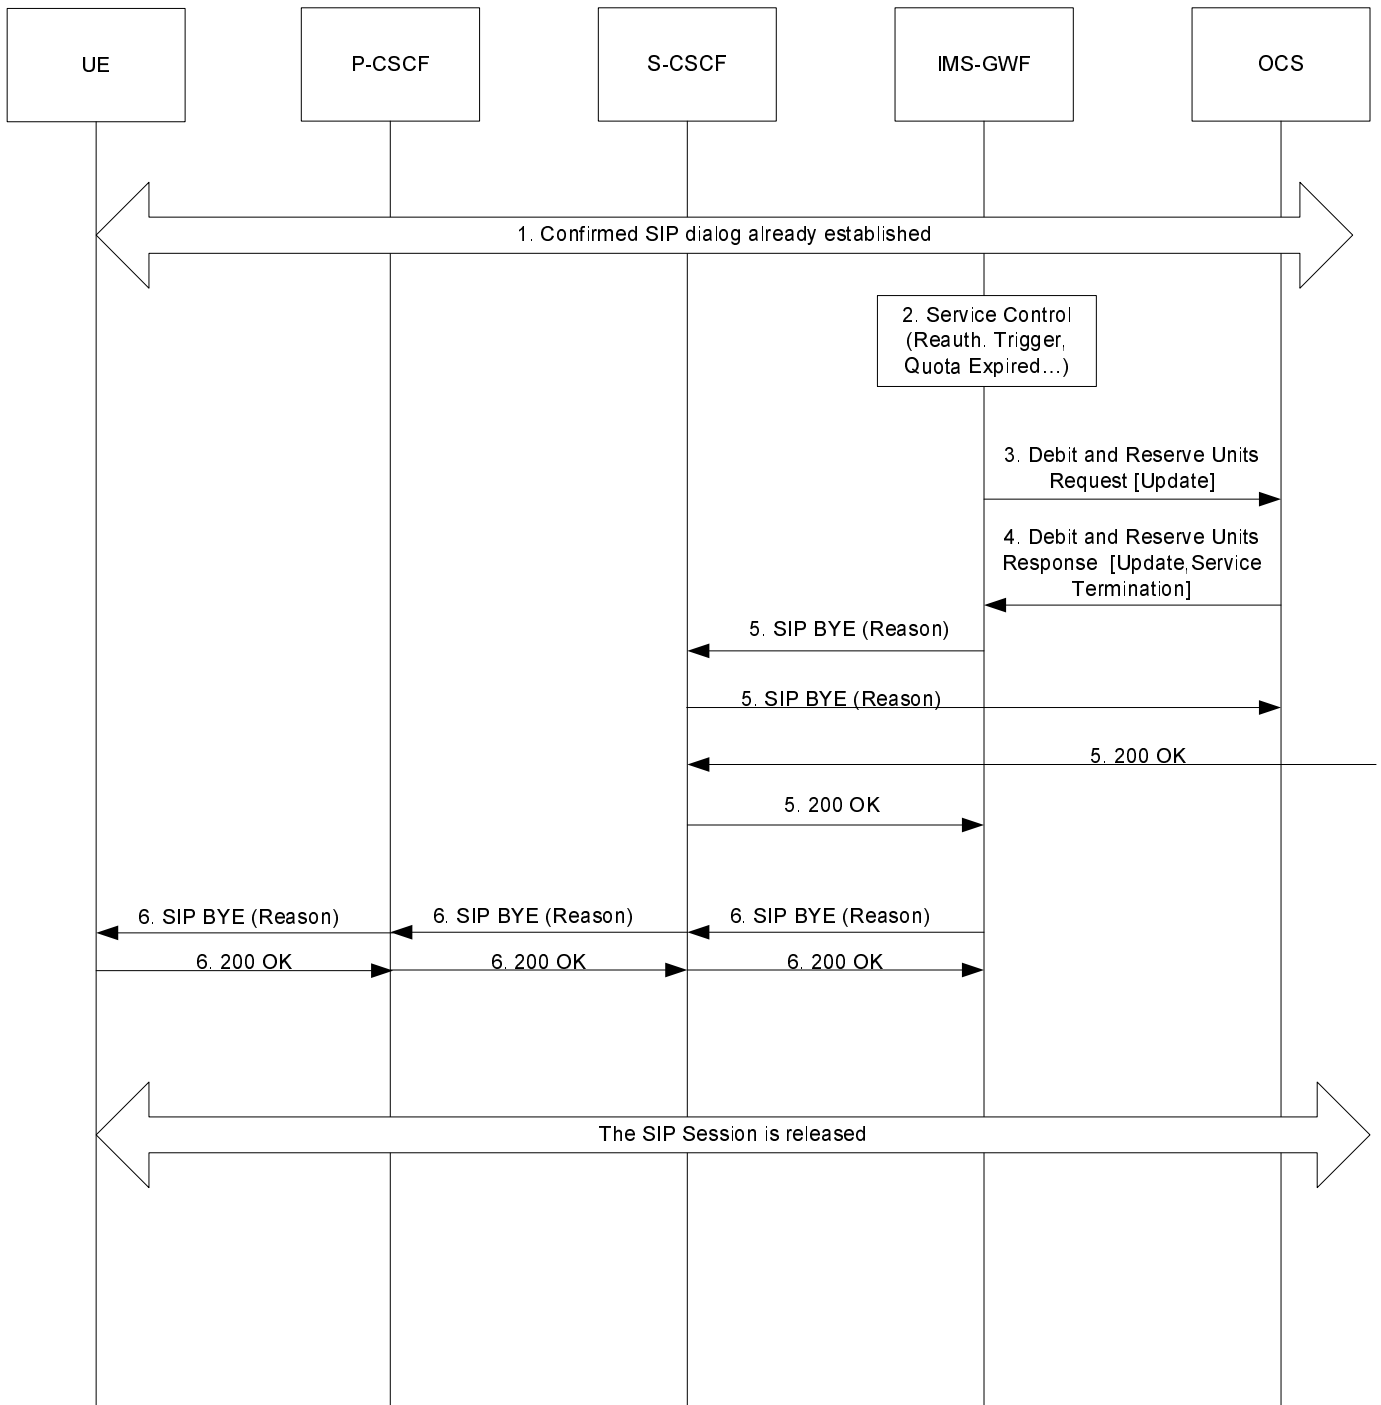 UE
P-CSCF
S-CSCF
IMS-GWF
OCS
1. Confirmed SIP dialog already established
2. Service Control
(Reauth. Trigger,
Quota Expired...)
3. Debit and Reserve Units
Request [Update]
4. Debit and Reserve Units
Response [Update,Service
Termination]
5. SIP BYE (Reason)
5. SIP BYE (Reason)
5. 200 OK
5. 200 OK
6. SIP BYE (Reason)
6. SIP BYE (Reason)
6. SIP BYE (Reason)
6. 200 OK
6. 200 OK
6. 200 OK
The SIP Session is released